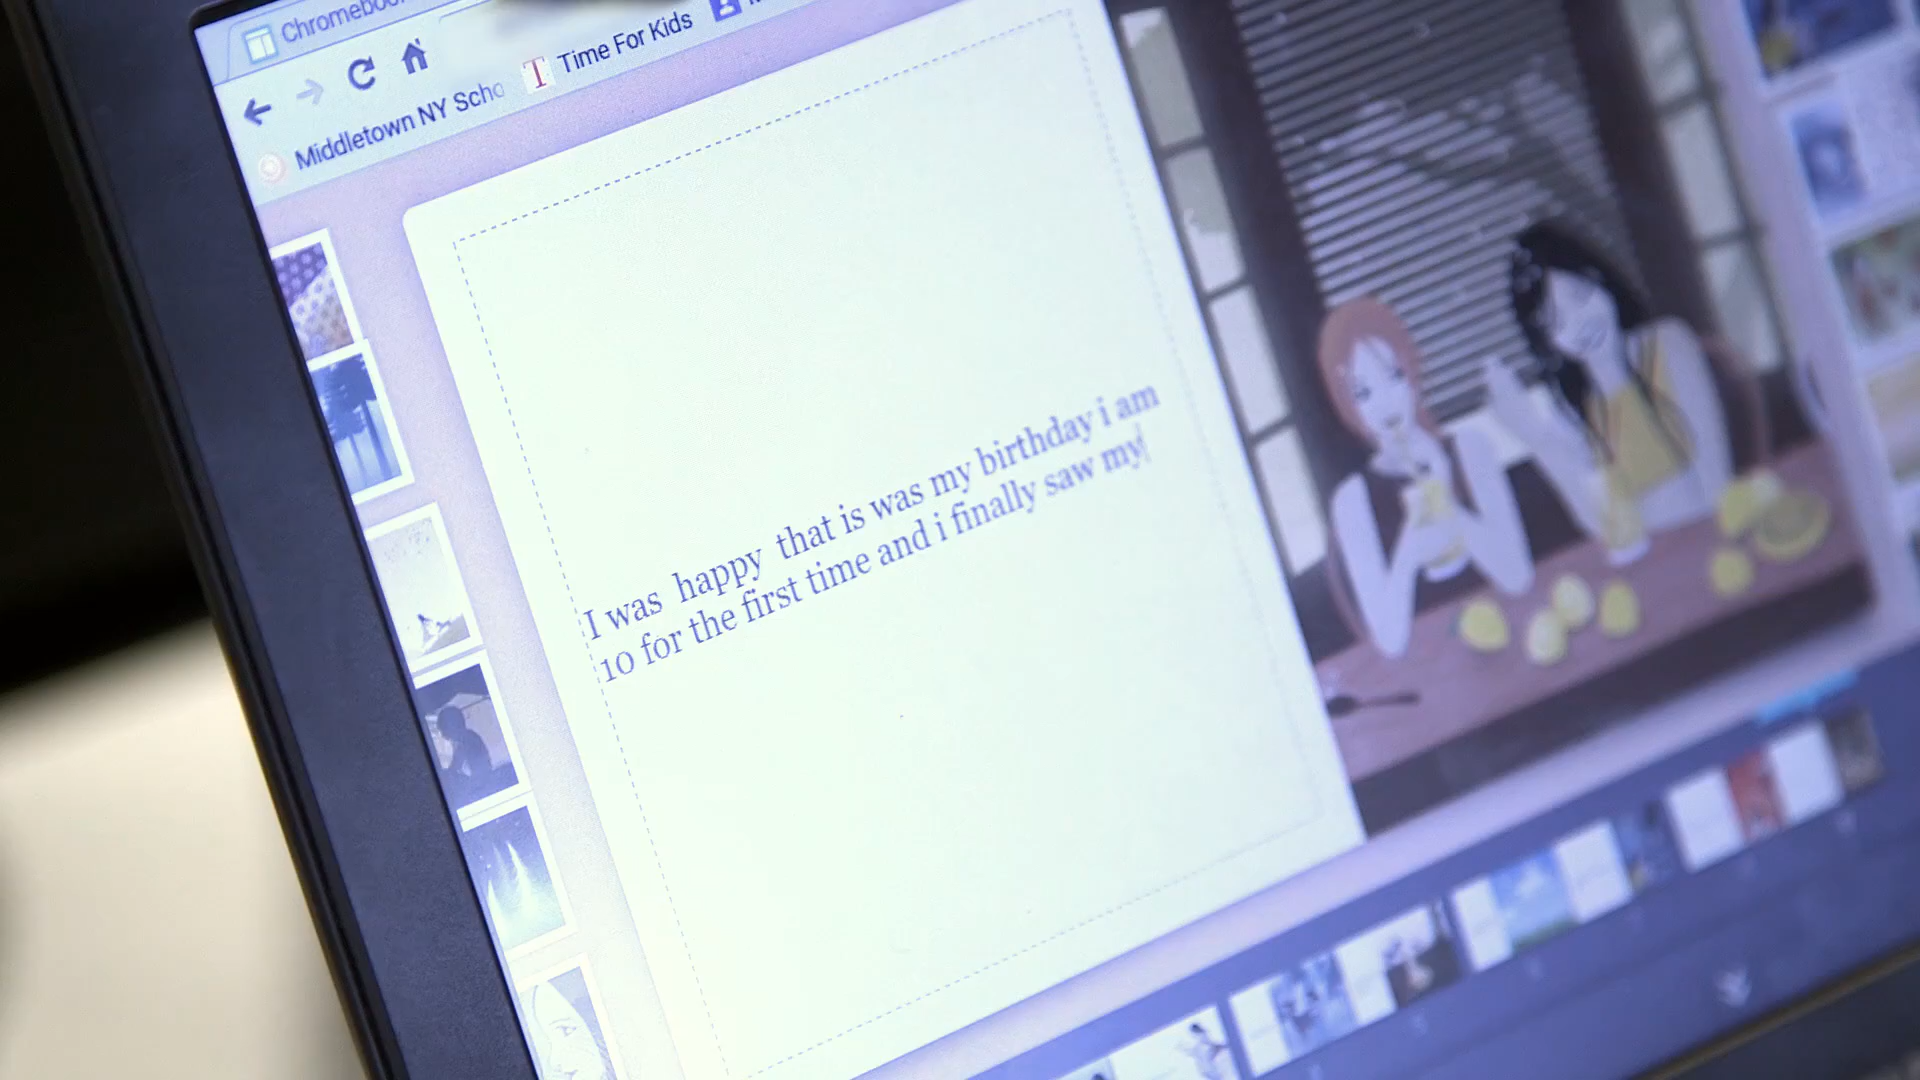 Chromeboo
Middletown NY Scho
T Time For Kids
I was happy that is was my birthday i am
10 for the first time and i finally saw my